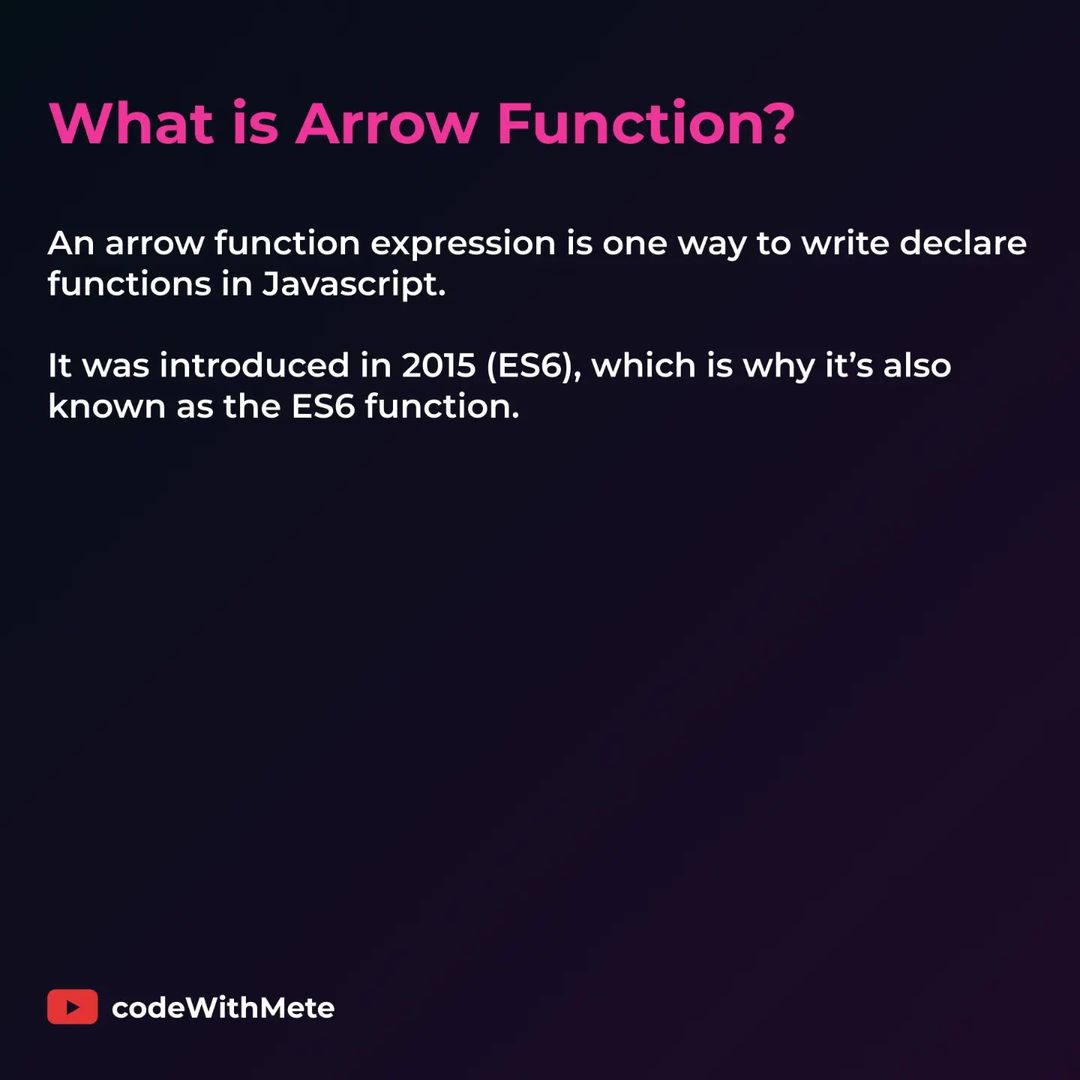 What is Arrow Function?
An arrow function expression is one way to write declare
functions in Javascript.
It was introduced in 2015 (ES6), which is why it’s also
known as the ES6 function.
codeWithMete